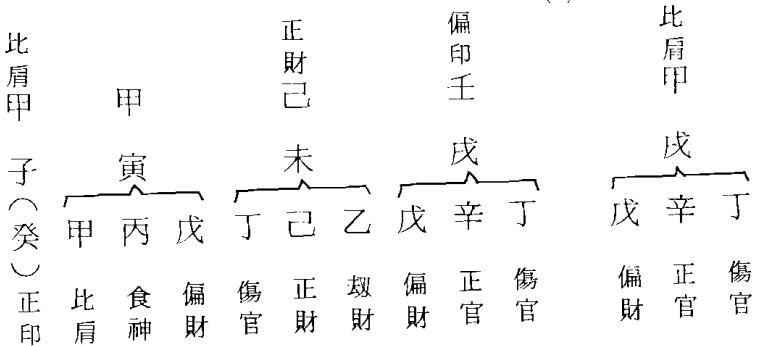 比肩甲 甲 正財己 偏印壬 比肩甲
子（癸）正印 寅 未 戌 戌
甲 丙 戊 丁 己 乙 戊 辛 丁 戊 辛 丁
比肩 食神 偏財 傷官 正財 刼財 偏財 正官 傷官 偏財 正官 傷官